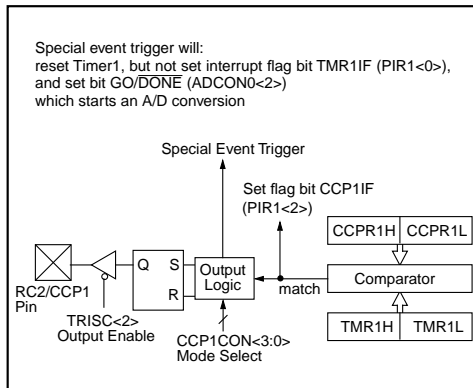 Special event trigger will:
reset Timer1, but not set interrupt flag bit TMR1IF (PIR1<0>),
and set bit GO/DONE (ADCON0<2>)
which starts an A/D conversion
Special Event Trigger
Set flag bit CCP1IF
(PIR1<2>)
CCPR1H CCPR1L
Q S Output
Logic
R
match
Comparator
RC2/CCP1
Pin
TRISC<2>
Output Enable
TMR1H TMR1L
CCP1CON<3:0>
Mode Select